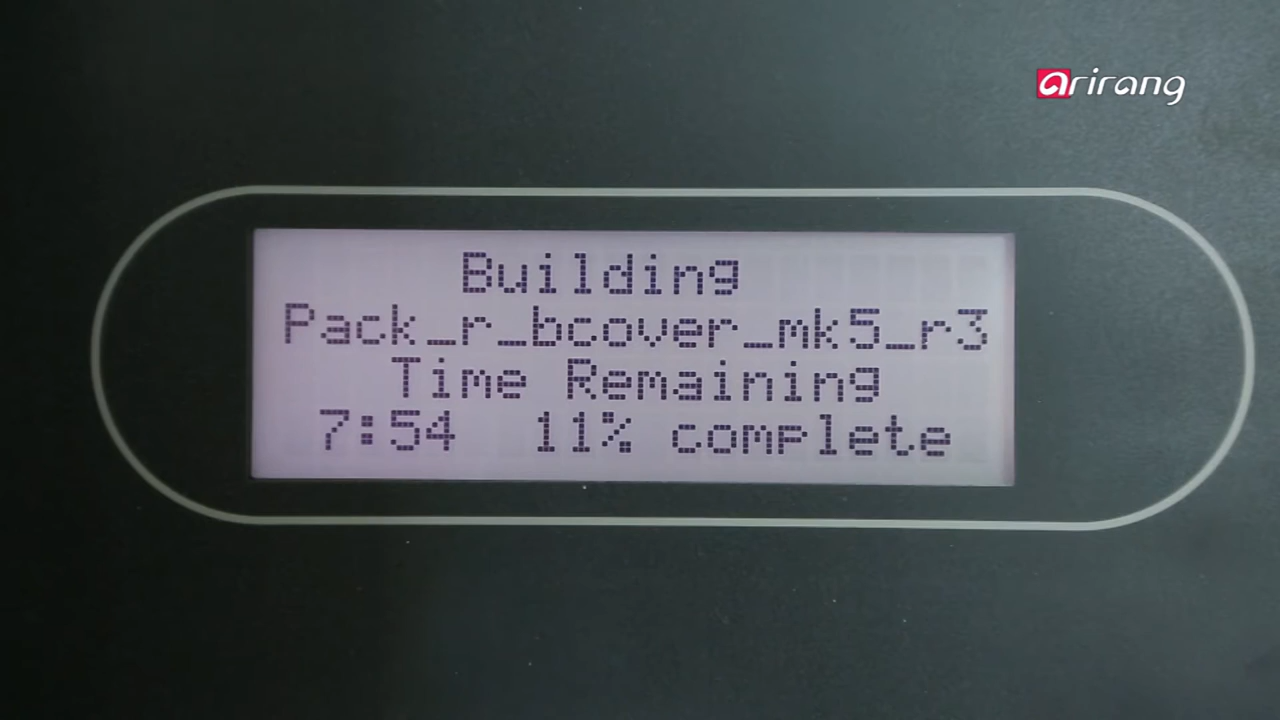 arirang
Building
Pack_r_bcover_mk5_r3
Time Remaining
7:54 11% complete